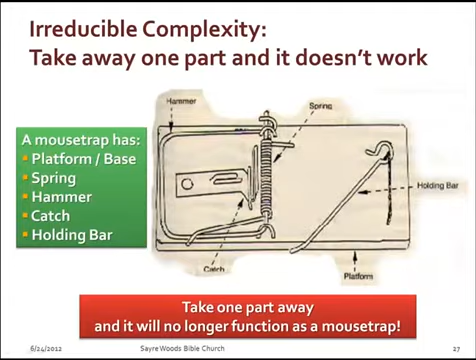 Irreducible Complexity:
Take away one part and it doesn't work
Hammer
Spring
A mousetrap has:
Platform / Base
Spring
Hammer
Catch
Holding Bar
Holding Bar
Catch
Platform
Take one part away
and it will no longer function as a mousetrap!
6/24/2012
Sayre Woods Bible Church
27